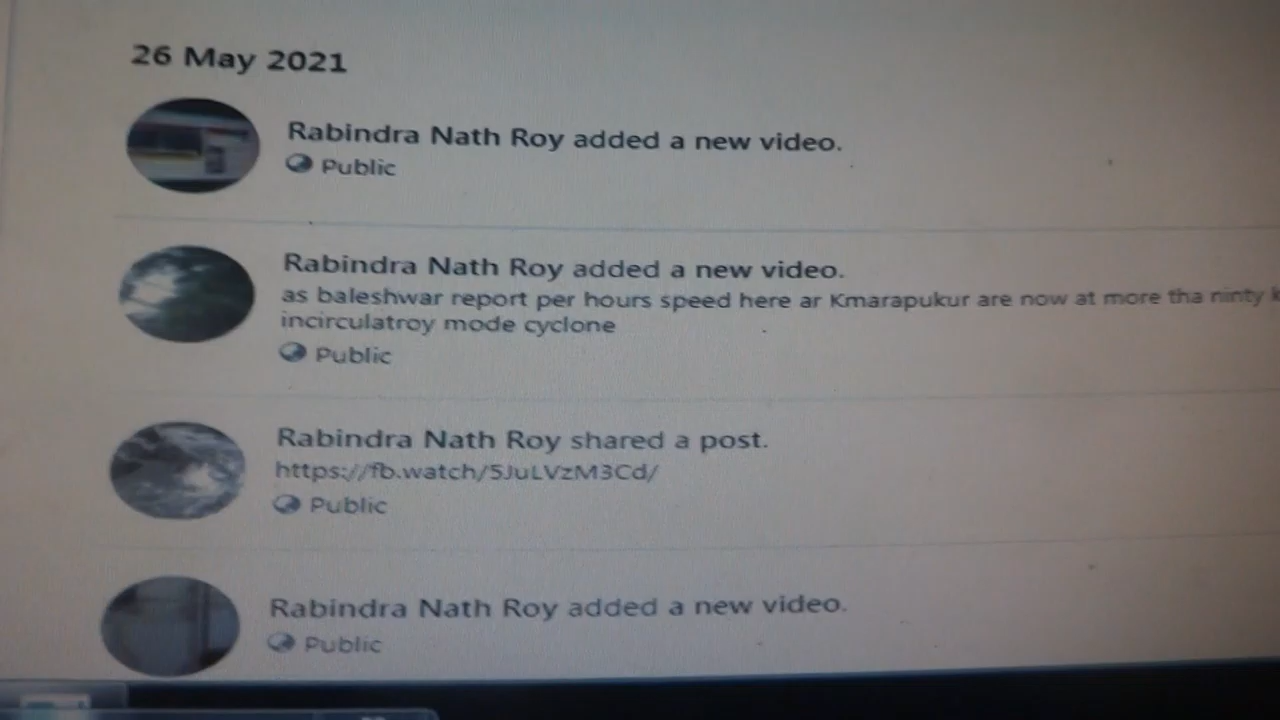 26 May 2021
Rabindra Nath Roy added a new video.
Public
Rabindra Nath Roy added a new video.
as baleshwar report per hours speed here ar Kmarapukur are now at more tha ninty
incirculatroy mode cyclone
Public
Rabindra Nath Roy shared a post.
https://fb.watch/5JuLVzM3Cd/
Public
Rabindra Nath Roy added a new video.
Public